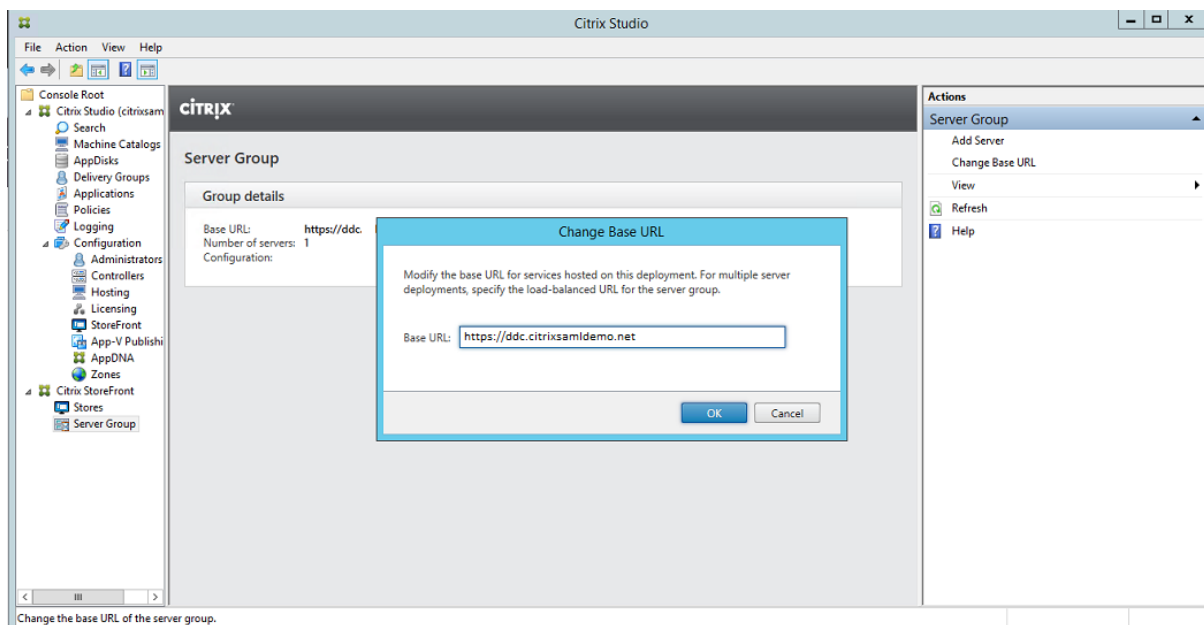 Citrix Studio
File Action View Help
Console Root
Citrix Studio (citrixsam
Search
Machine Catalogs
AppDisks
Delivery Groups
Applications
Policies
Logging
Configuration
Administrators
Controllers
Hosting
Licensing
StoreFront
App-V Publishi
AppDNA
Zones
Citrix StoreFront
Stores
Server Group
CITRIX
Server Group
Group details
Base URL: https://ddc.
Number of servers: 1
Configuration:
Change Base URL
Modify the base URL for services hosted on this deployment. For multiple server
deployments, specify the load-balanced URL for the server group.
Base URL: https://ddc.citrixsamldemo.net
OK Cancel
Actions
Server Group
Add Server
Change Base URL
View
Refresh
Help
Change the base URL of the server group.